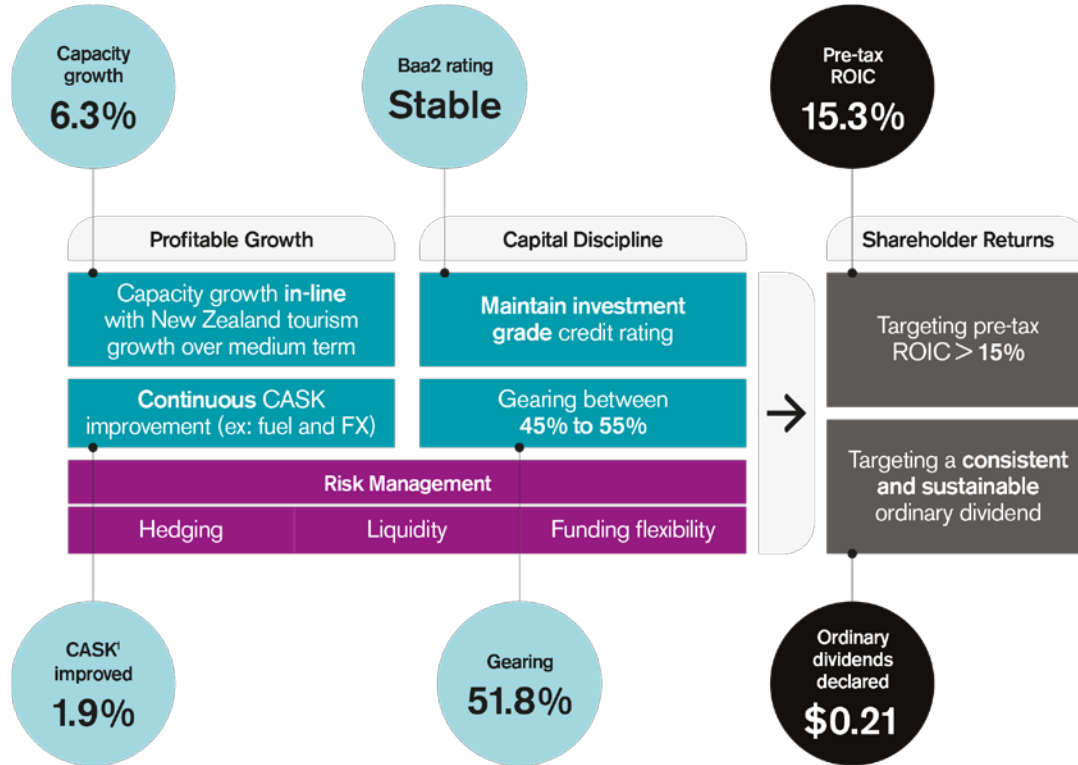 Capacity
growth
6.3%
Baa2 rating
Stable
Pre-tax
ROIC
15.3%
Profitable Growth
Capital Discipline
Shareholder Returns
Capacity growth in-line
with New Zealand tourism
growth over medium term
Maintain investment
grade credit rating
Targeting pre-tax
ROIC > 15%
Continuous CASK
improvement (ex: fuel and FX)
Gearing between
45% to 55%
→
Targeting a consistent
and sustainable
ordinary dividend
Risk Management
Hedging
Liquidity
Funding flexibility
CASK¹
improved
1.9%
Gearing
51.8%
Ordinary
dividends
declared
$0.21